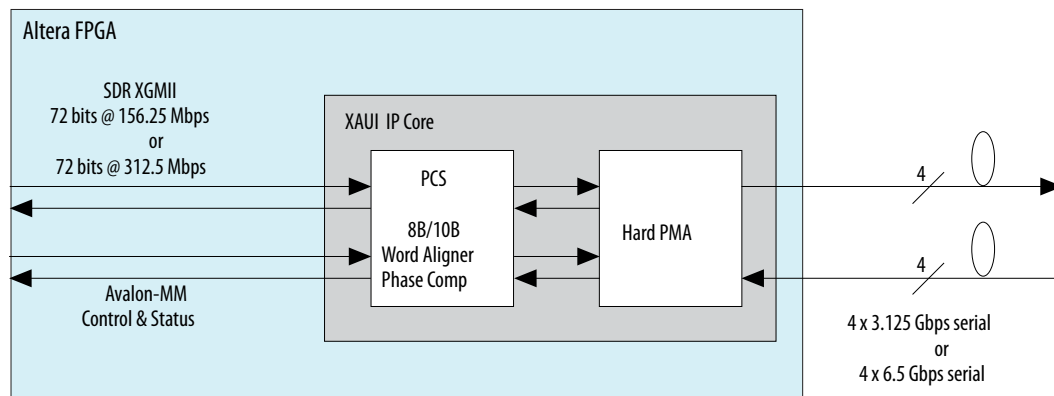 Altera FPGA
SDR XGMII
72 bits @ 156.25 Mbps
or
72 bits @ 312.5 Mbps
XAUI IP Core
PCS
8B/10B
Word Aligner
Phase Comp
Hard PMA
4
4
Avalon-MM
Control & Status
4 x 3.125 Gbps serial
or
4 x 6.5 Gbps serial